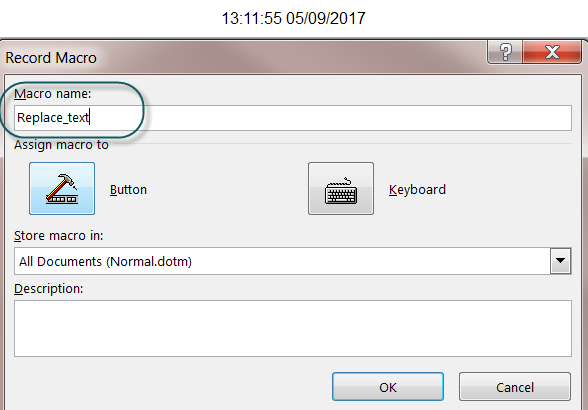 13:11:55 05/09/2017
Record Macro
Macro name:
Replace_text
Assign macro to
Button
Keyboard
Store macro in:
All Documents (Normal.dotm)
Description:
OK
Cancel